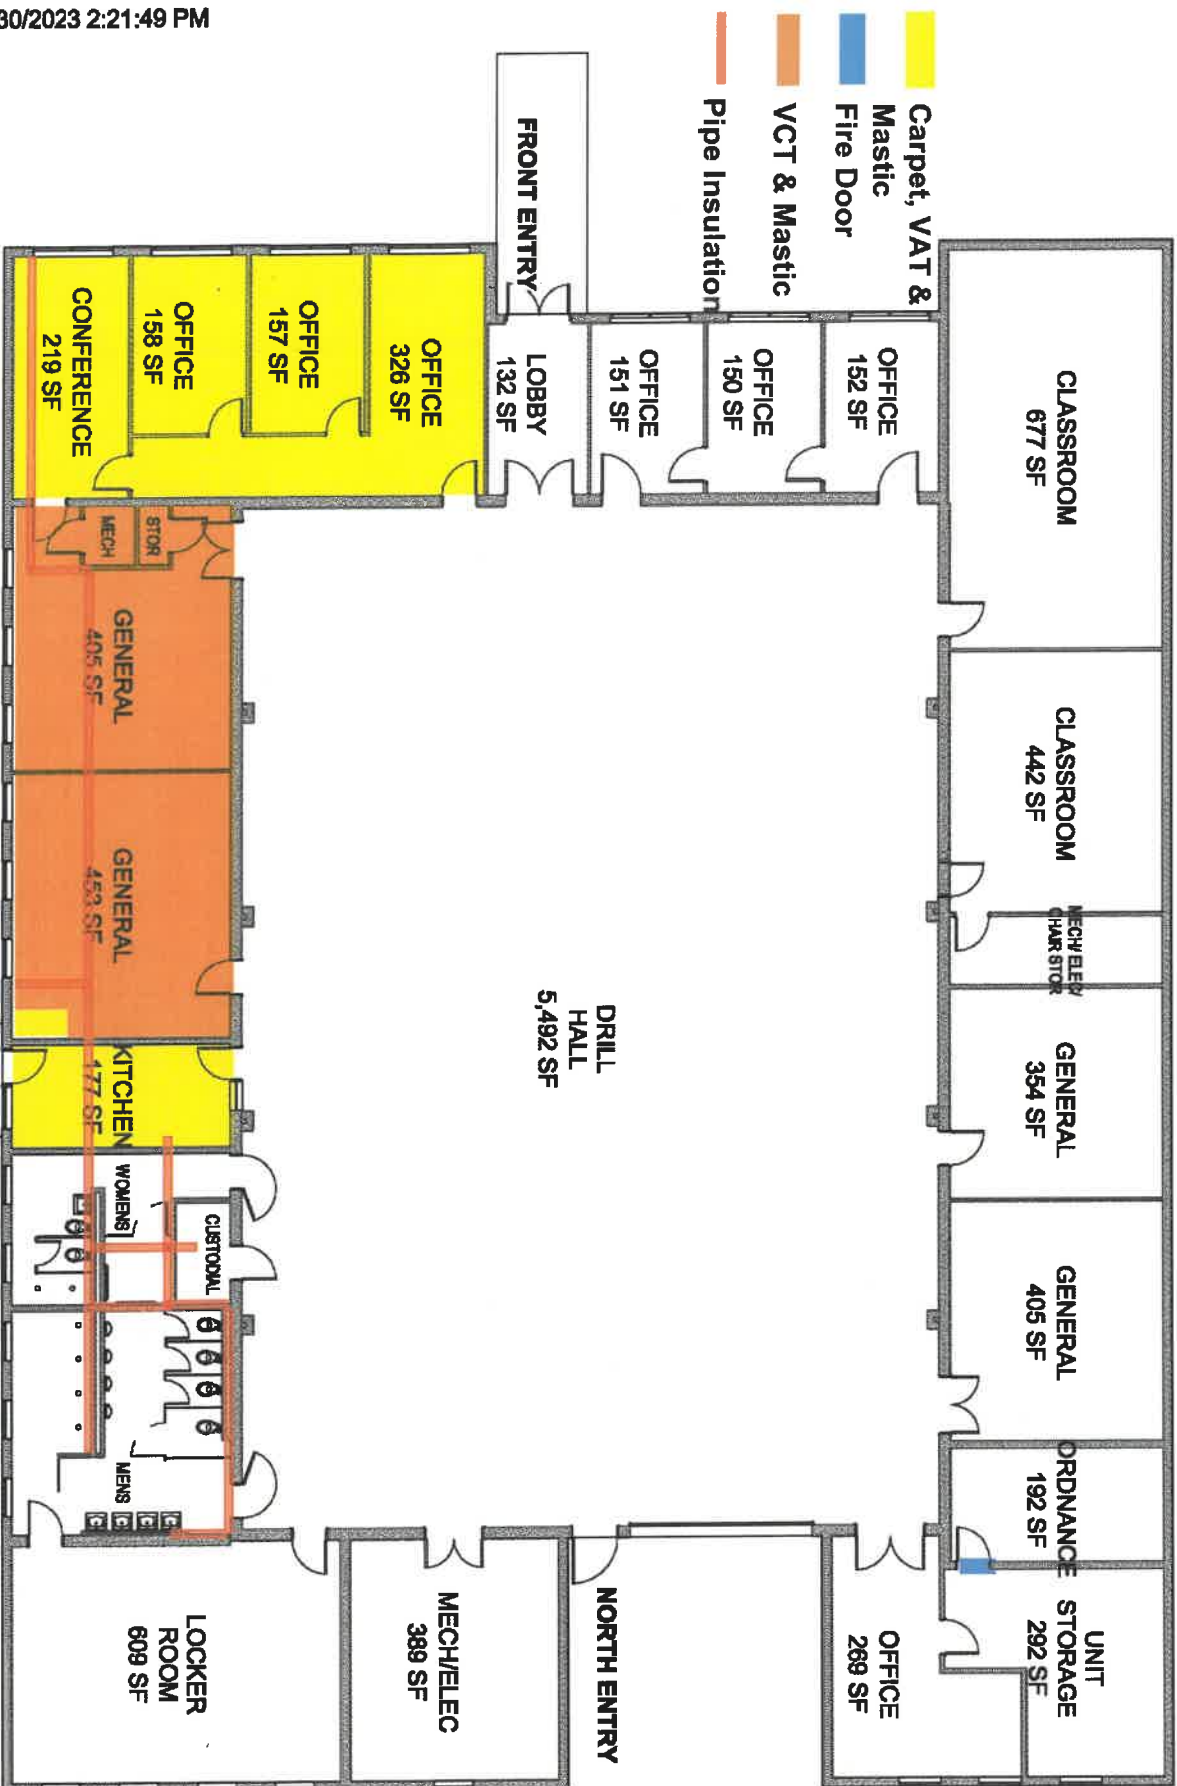 30/2023 2:21:49 PM
Carpet, VAT &
Mastic
Fire Door
VCT & Mastic
Pipe Insulation
FRONT ENTRY
CLASSROOM
677 SF
CLASSROOM
442 SF
MECH/ELEC/
CHAIR STOR
GENERAL
354 SF
GENERAL
405 SF
ORDNANCE
192 SF
UNIT
STORAGE
292 SF
OFFICE
152 SF
OFFICE
150 SF
OFFICE
151 SF
LOBBY
132 SF
OFFICE
326 SF
OFFICE
157 SF
OFFICE
158 SF
CONFERENCE
219 SF
STOR
MECH
GENERAL
405 SF
GENERAL
453 SF
KITCHEN
177 SF
WOMENS
CUSTODIAL
MENS
DRILL
HALL
5,492 SF
OFFICE
269 SF
NORTH ENTRY
MECH/ELEC
389 SF
LOCKER
ROOM
609 SF